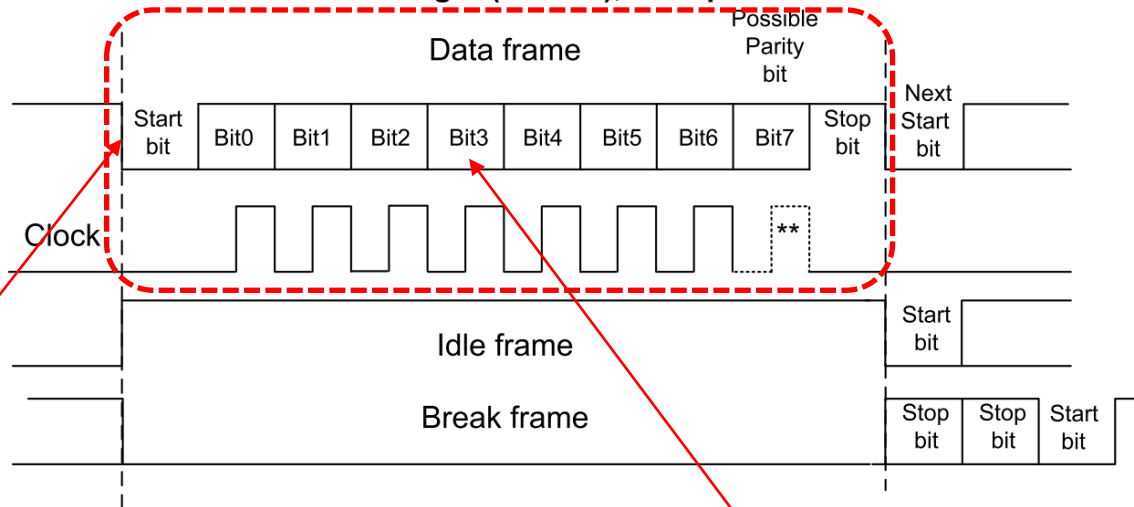 Data frame
Possible
Parity
bit
Start
bit
Bit0
Bit1
Bit2
Bit3
Bit4
Bit5
Bit6
Bit7
Stop
bit
Next
Start
bit
Clock
**
Idle frame
Start
bit
Break frame
Stop
bit
Stop
bit
Start
bit